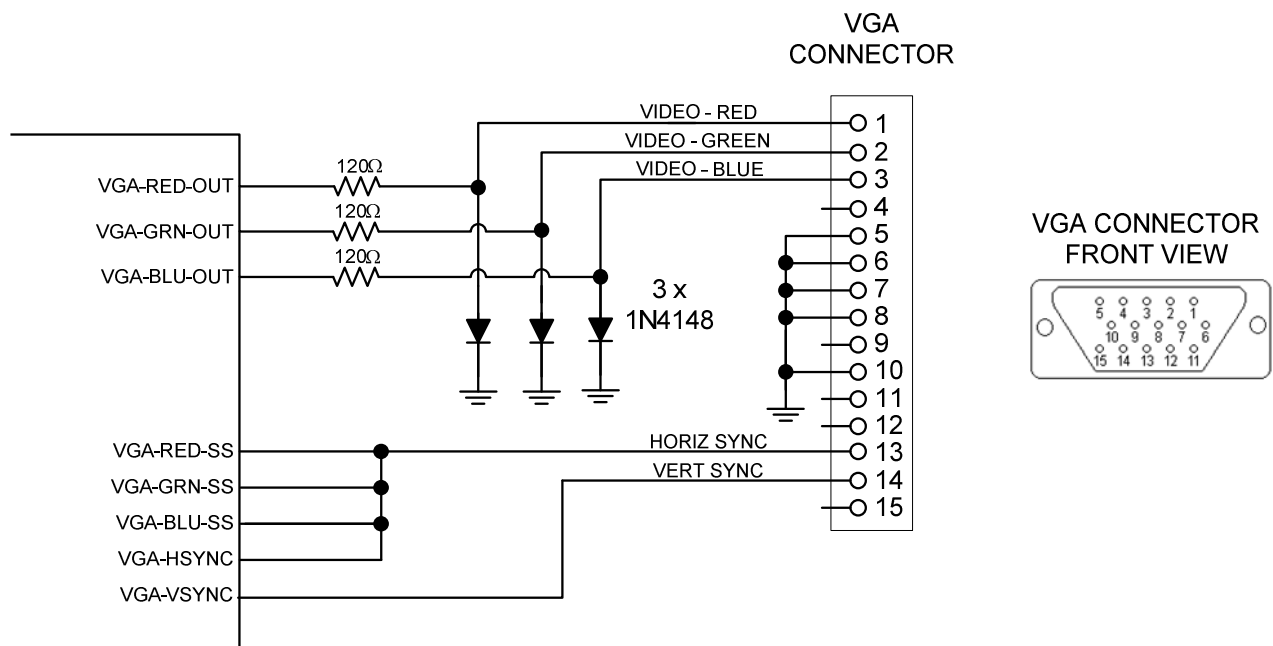 VGA
CONNECTOR
VIDEO - RED
1
VIDEO - GREEN
2
VIDEO - BLUE
3
4
5
6
7
8
9
10
11
12
HORIZ SYNC
13
VERT SYNC
14
15
VGA-RED-OUT
120Ω
VGA-GRN-OUT
120Ω
VGA-BLU-OUT
120Ω
3 x
1N4148
VGA-RED-SS
VGA-GRN-SS
VGA-BLU-SS
VGA-HSYNC
VGA-VSYNC
VGA CONNECTOR
FRONT VIEW
5 4 3 2 1
10 9 8 7 6
15 14 13 12 11